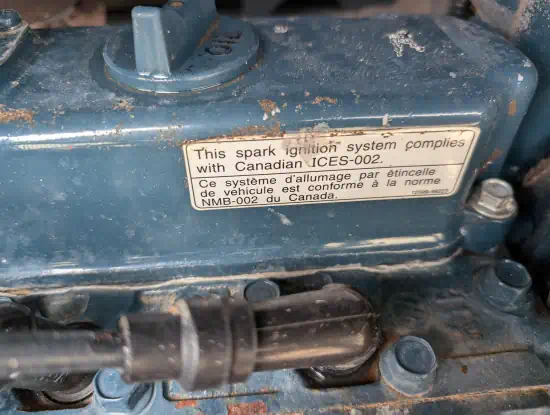 OIL
This spark ignition system complies
with Canadian ICES-002.
Ce système d'allumage par étincelle
de véhicule est conforme à la norme
NMB-002 du Canada.